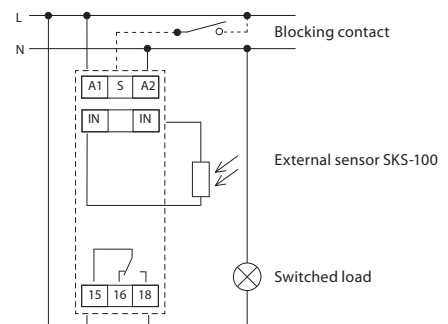 L
Blocking contact
N
A1 S A2
IN IN
External sensor SKS-100
Switched load
15 16 18